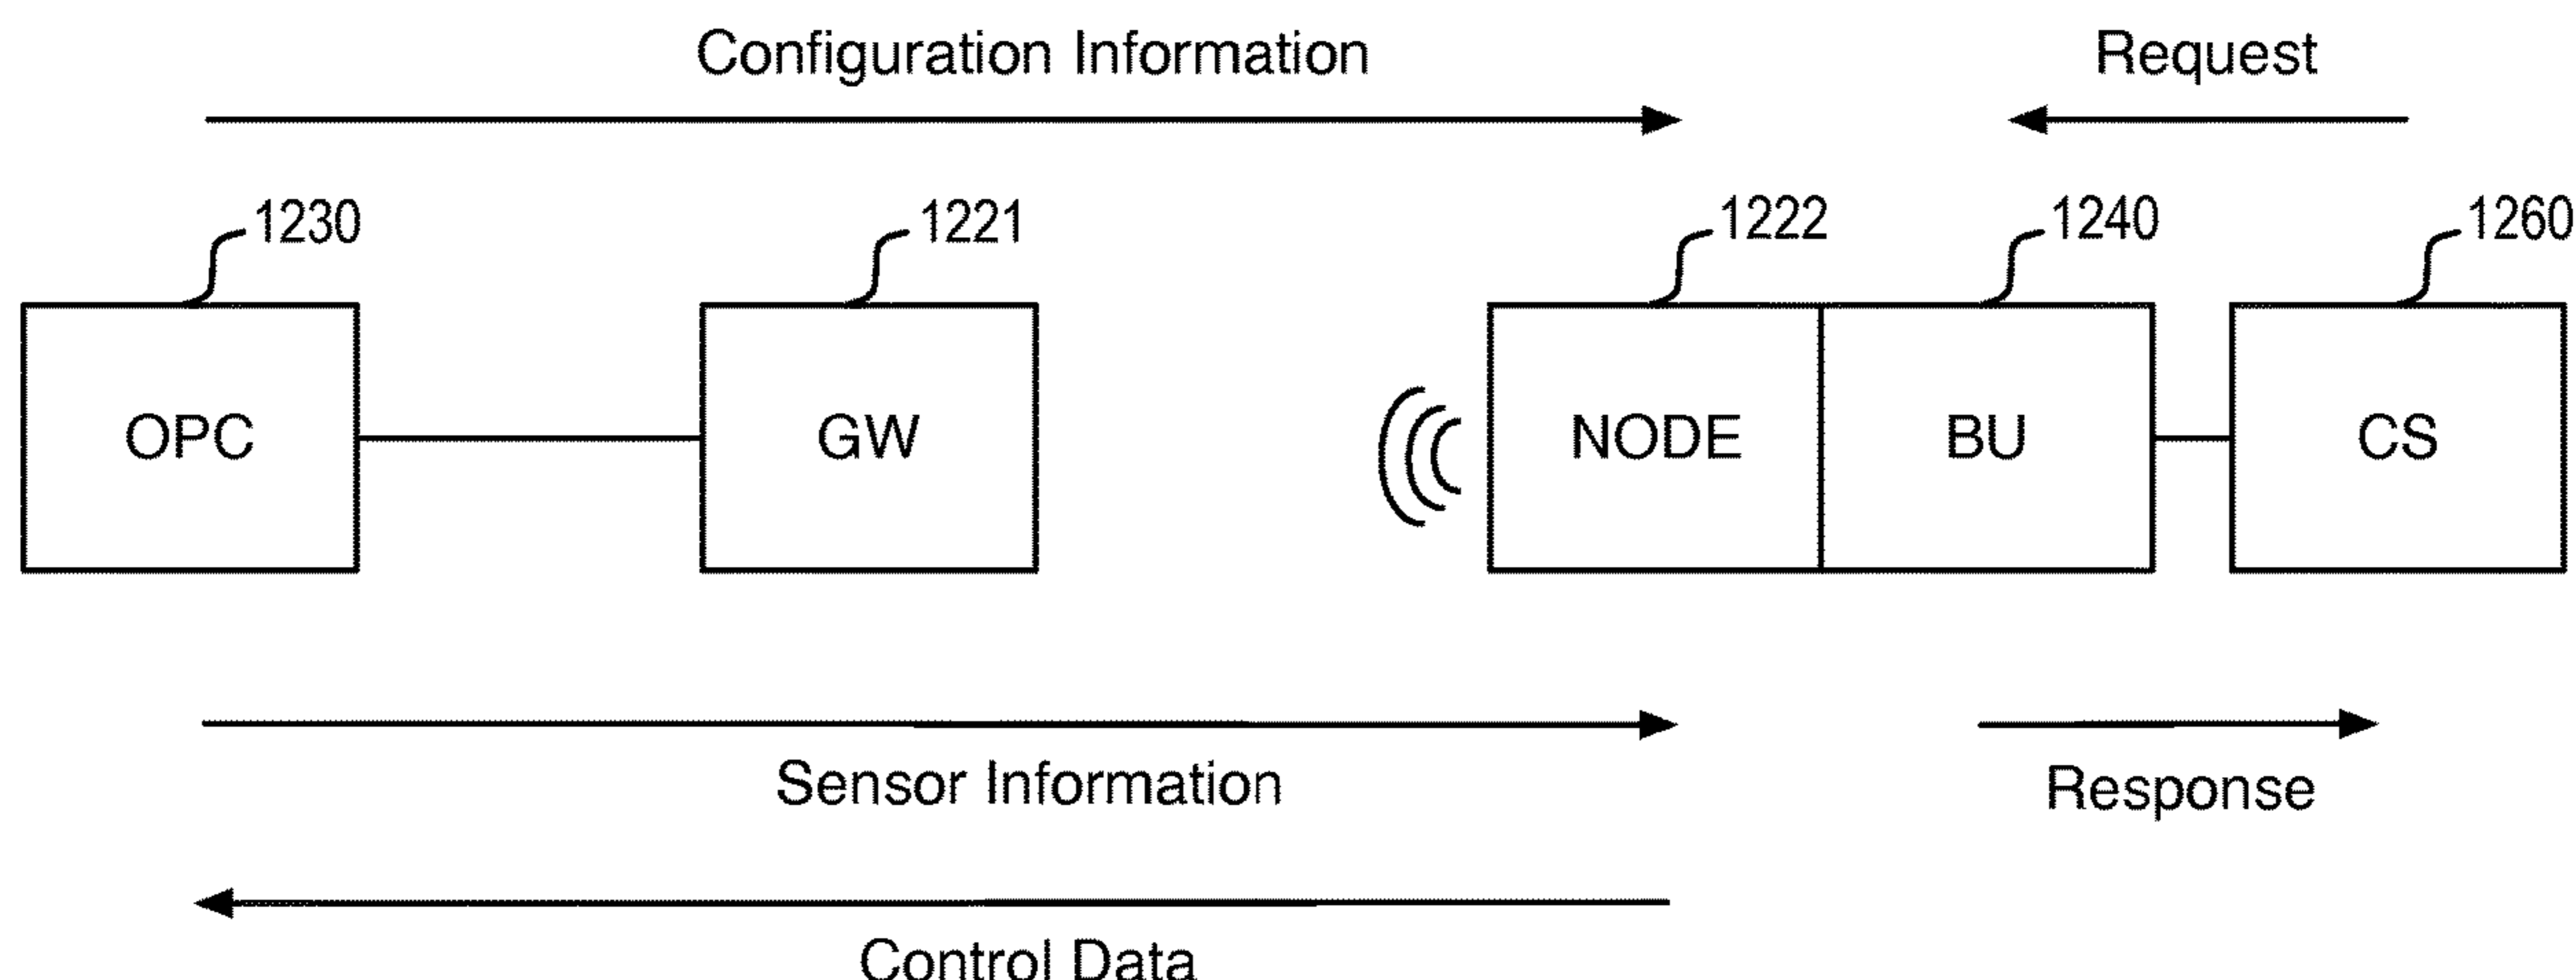 Configuration Information
Request
1230
1221
1222
1240
1260
OPC
GW
NODE
BU
CS
Sensor Information
Response
Control Data